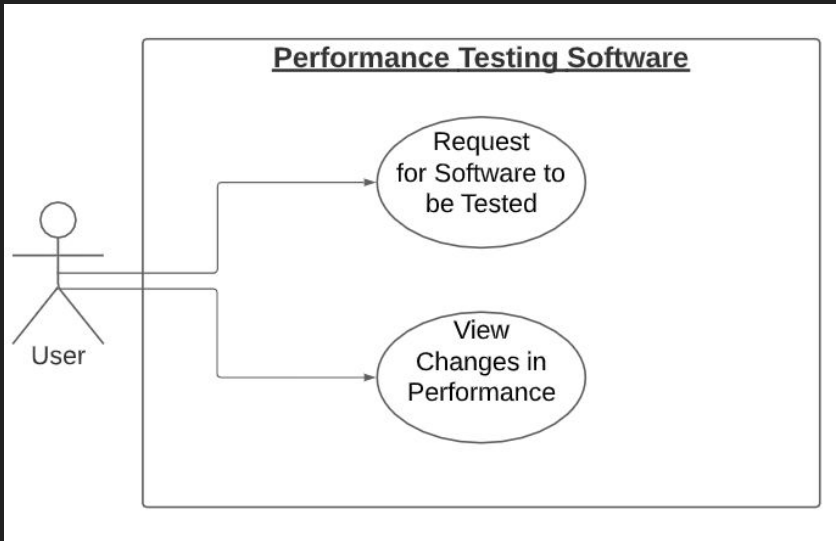 Performance Testing Software
Request
for Software to
be Tested
User
View
Changes in
Performance